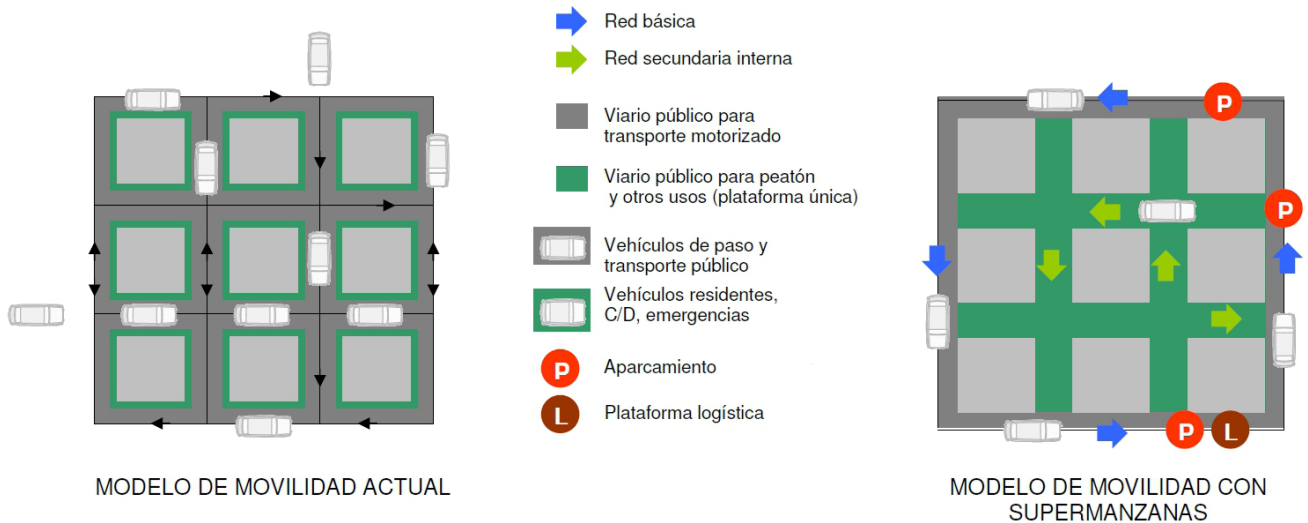 Red básica
Red secundaria interna
Viario público para
transporte motorizado
Viario público para peatón
y otros usos (plataforma única)
Vehículos de paso y
transporte público
Vehículos residentes,
C/D, emergencias
P Aparcamiento
L Plataforma logística
P
P
P L
MODELO DE MOVILIDAD ACTUAL
MODELO DE MOVILIDAD CON
SUPERMANZANAS